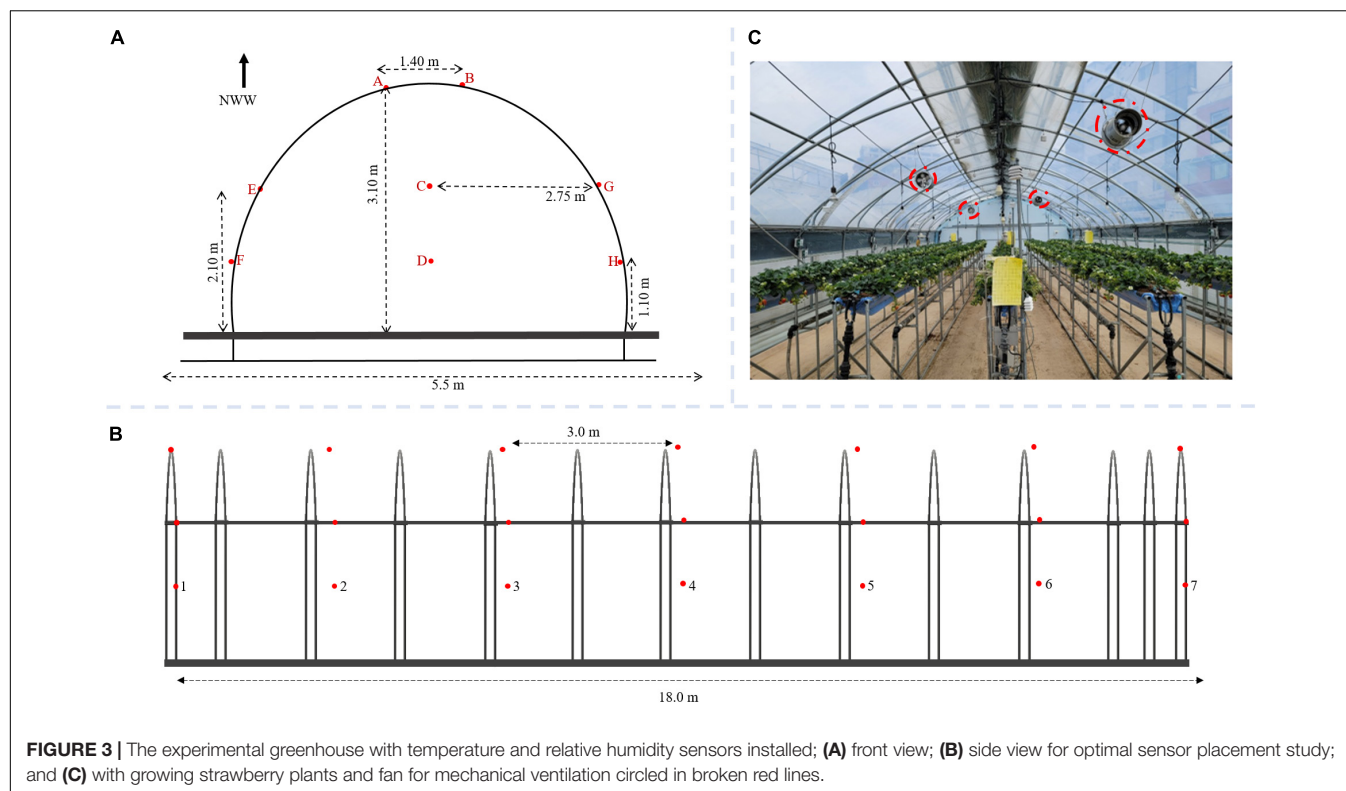 A
NWW
1.40 m
A
B
E
C
G
2.75 m
3.10 m
2.10 m
F
D
H
1.10 m
5.5 m
C
B
3.0 m
1
2
3
4
5
6
7
18.0 m
FIGURE 3 | The experimental greenhouse with temperature and relative humidity sensors installed; (A) front view; (B) side view for optimal sensor placement study;
and (C) with growing strawberry plants and fan for mechanical ventilation circled in broken red lines.